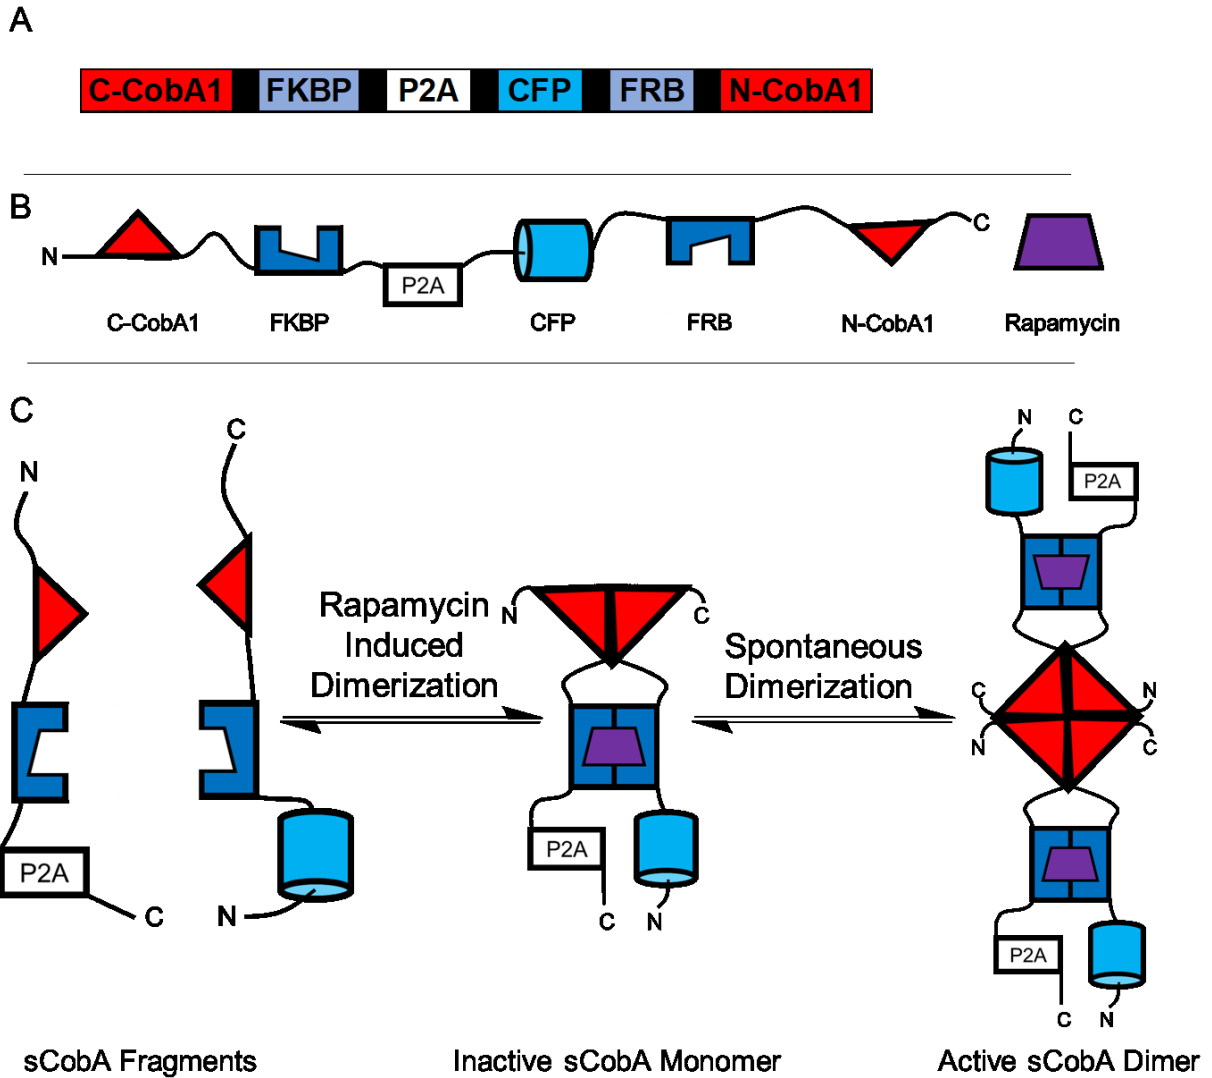 A
C-CobA1 FKBP P2A CFP FRB N-CobA1
B
N C
P2A
C-CobA1 FKBP CFP FRB N-CobA1 Rapamycin
C
N C
C
N
Rapamycin
Induced
Dimerization
N C
Spontaneous
Dimerization
P2A
C N
C N
N C
P2A
P2A
C
N
P2A
C N
P2A
C N
sCobA Fragments Inactive sCobA Monomer Active sCobA Dimer